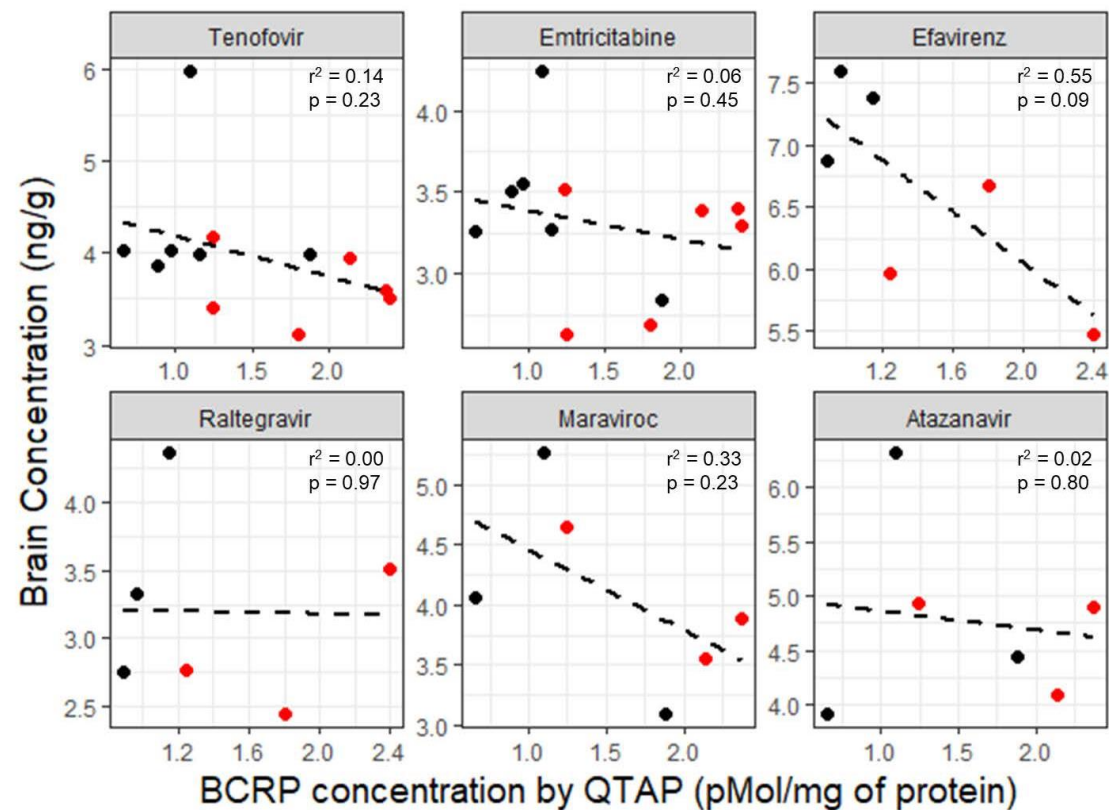 Tenofovir
r² = 0.14
p = 0.23
6
5
4
3
1.0 1.5 2.0
Emtricitabine
r² = 0.06
p = 0.45
4.0
3.5
3.0
1.0 1.5 2.0
Efavirenz
r² = 0.55
p = 0.09
7.5
7.0
6.5
6.0
5.5
1.2 1.6 2.0 2.4
Brain Concentration (ng/g)
Raltegravir
r² = 0.00
p = 0.97
4.0
3.5
3.0
2.5
1.2 1.6 2.0 2.4
Maraviroc
r² = 0.33
p = 0.23
5.0
4.5
4.0
3.5
3.0
1.0 1.5 2.0
Atazanavir
r² = 0.02
p = 0.80
6.0
5.5
5.0
4.5
4.0
1.0 1.5 2.0
BCRP concentration by QTAP (pMol/mg of protein)